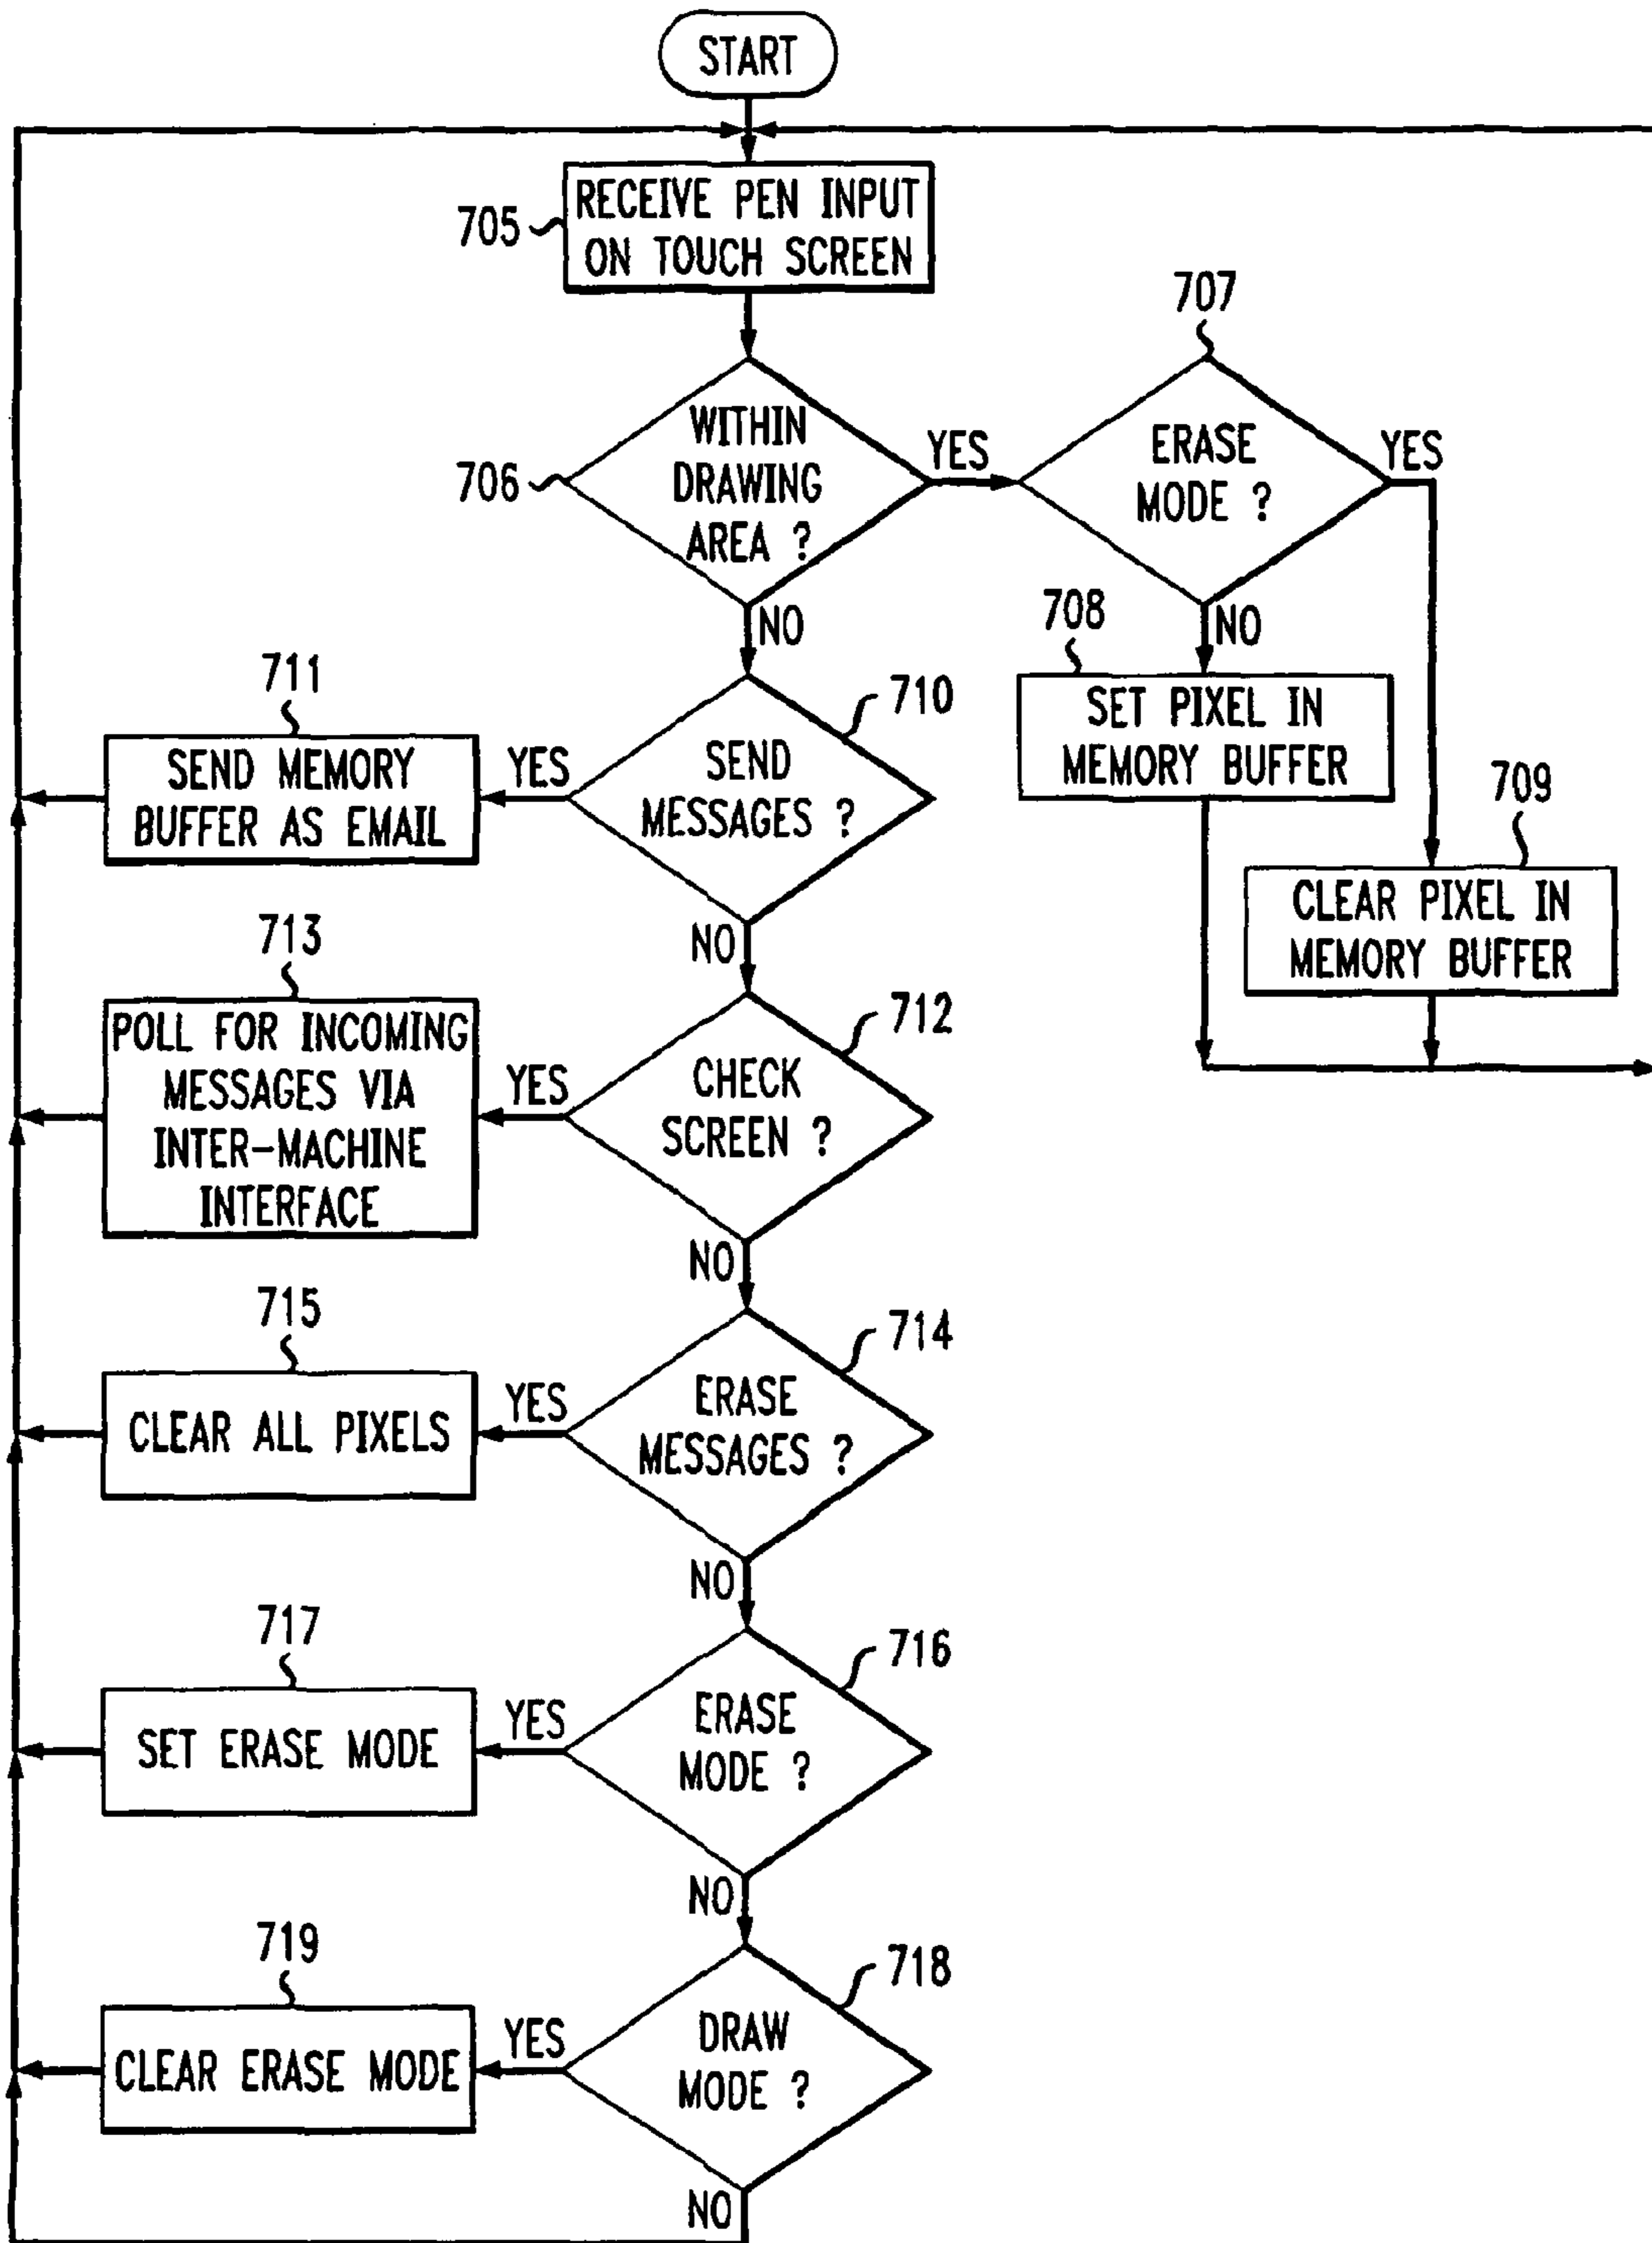 START
705
RECEIVE PEN INPUT
ON TOUCH SCREEN
706
WITHIN
DRAWING
AREA ?
YES
NO
707
ERASE
MODE ?
YES
NO
708
SET PIXEL IN
MEMORY BUFFER
709
CLEAR PIXEL IN
MEMORY BUFFER
710
SEND
MESSAGES ?
YES
NO
711
SEND MEMORY
BUFFER AS EMAIL
712
CHECK
SCREEN ?
YES
NO
713
POLL FOR INCOMING
MESSAGES VIA
INTER-MACHINE
INTERFACE
714
ERASE
MESSAGES ?
YES
NO
715
CLEAR ALL PIXELS
716
ERASE
MODE ?
YES
NO
717
SET ERASE MODE
718
DRAW
MODE ?
YES
NO
719
CLEAR ERASE MODE